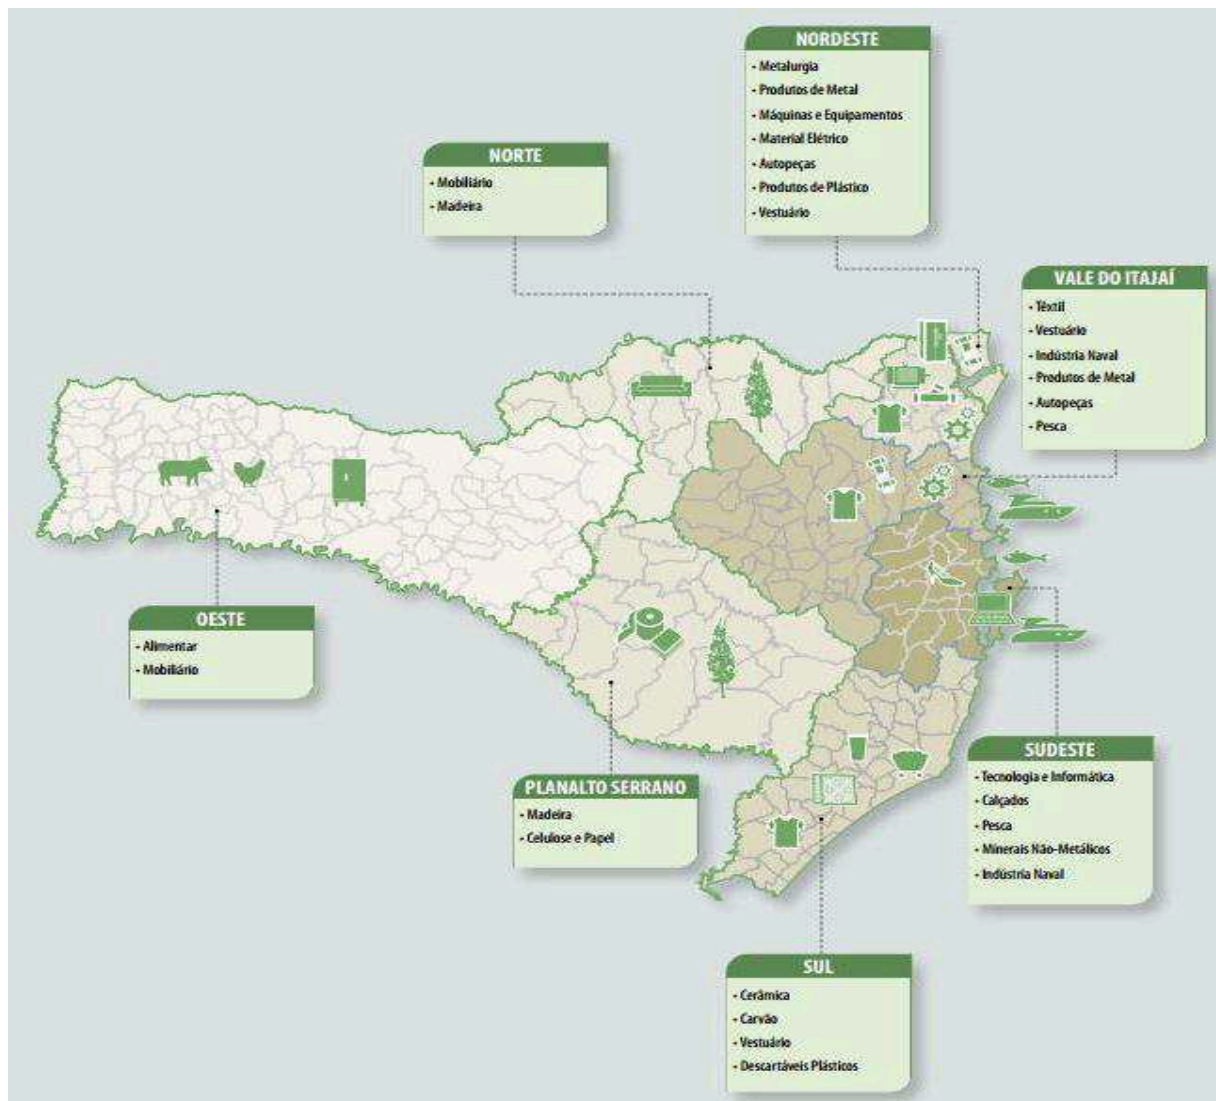 NORDESTE
• Metalurgia
• Produtos de Metal
• Máquinas e Equipamentos
• Material Elétrico
• Autopeças
• Produtos de Plástico
• Vestuário
NORTE
• Mobiliário
• Madeira
VALE DO ITAJAÍ
• Têxtil
• Vestuário
• Indústria Naval
• Produtos de Metal
• Autopeças
• Pesca
OESTE
• Alimentar
• Mobiliário
PLANALTO SERRANO
• Madeira
• Celulose e Papel
SUDESTE
• Tecnologia e Informática
• Calçados
• Pesca
• Minerais Não-Metálicos
• Indústria Naval
SUL
• Cerâmica
• Carvão
• Vestuário
• Descartáveis Plásticos